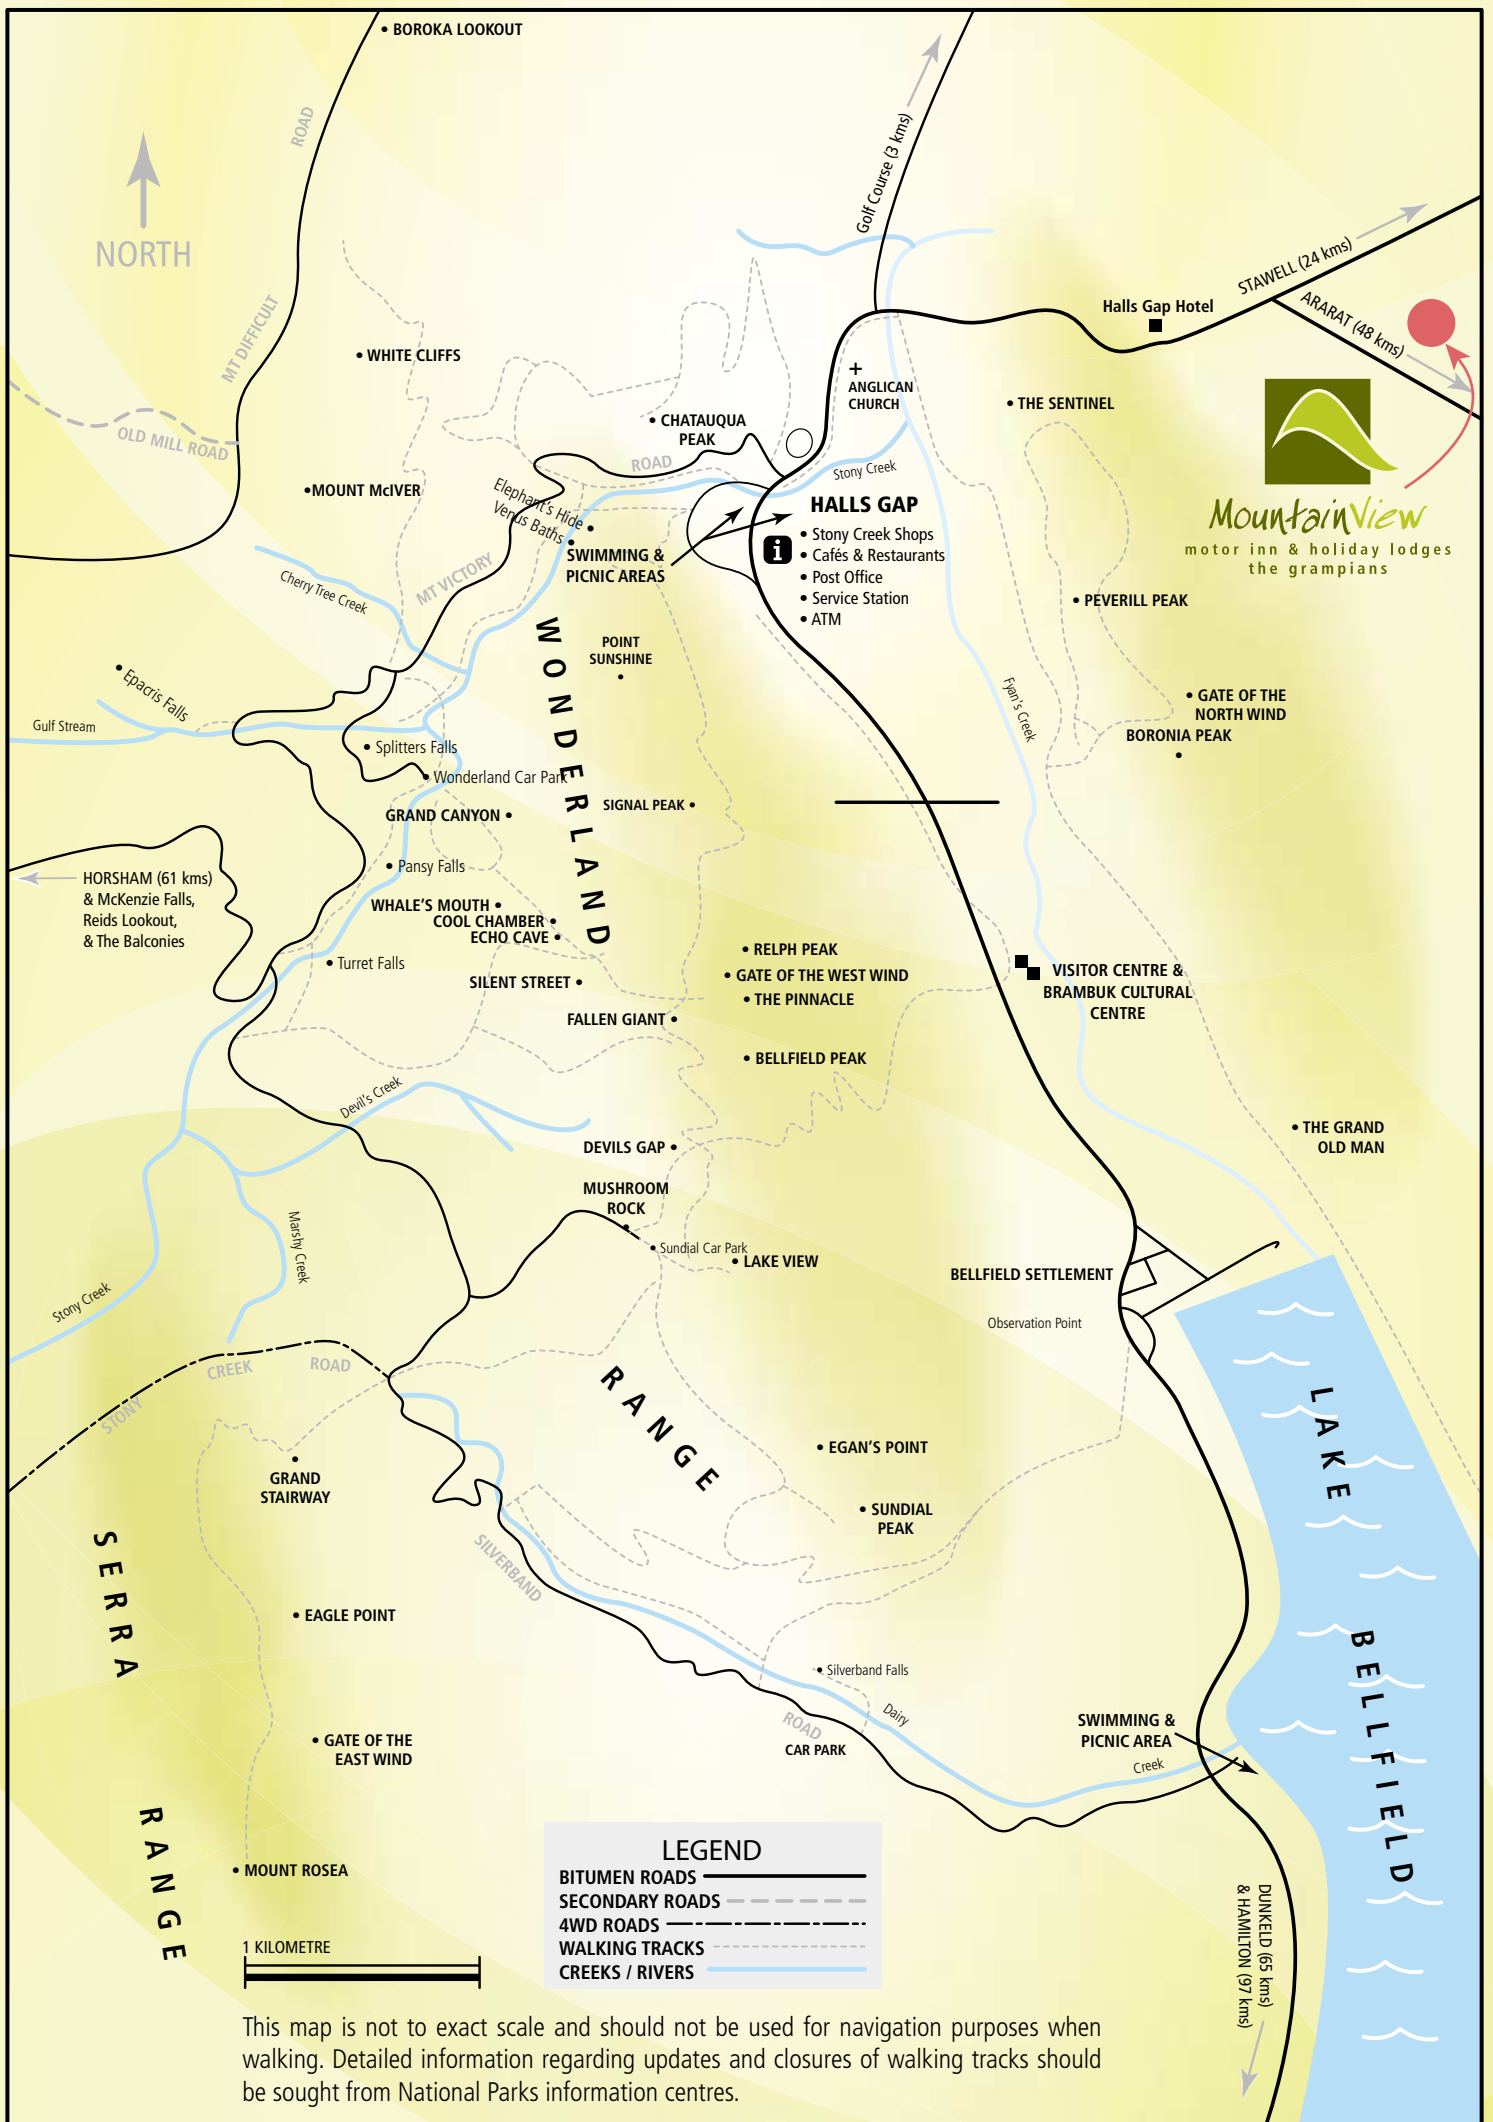 BOROKA LOOKOUT
ROAD
Golf Course (3 kms)
NORTH
STAWELL (24 kms)
ARARAT (48 kms)
Halls Gap Hotel
MT DIFFICULT
WHITE CLIFFS
ANGLICAN
CHURCH
THE SENTINEL
CHATAUQUA
PEAK
OLD MILL ROAD
ROAD
Stony Creek
MOUNT McIVER
Elephant's Hide
Venus Baths
HALLS GAP
Stony Creek Shops
Cafés & Restaurants
Post Office
Service Station
ATM
i
SWIMMING &
PICNIC AREAS
MountainView
motor inn & holiday lodges
the grampians
Cherry Tree Creek
MT VICTORY
PEVERILL PEAK
WONDERLAND
POINT
SUNSHINE
Epacris Falls
Fyan's Creek
GATE OF THE
NORTH WIND
Gulf Stream
BORONIA PEAK
Splitters Falls
Wonderland Car Park
GRAND CANYON
SIGNAL PEAK
Pansy Falls
HORSHAM (61 kms)
& McKenzie Falls,
Reids Lookout,
& The Balconies
WHALE'S MOUTH
COOL CHAMBER
ECHO CAVE
Turret Falls
SILENT STREET
RELPH PEAK
GATE OF THE WEST WIND
THE PINNACLE
VISITOR CENTRE &
BRAMBUK CULTURAL
CENTRE
FALLEN GIANT
BELLFIELD PEAK
Devil's Creek
DEVILS GAP
THE GRAND
OLD MAN
MUSHROOM
ROCK
Marshy Creek
Sundial Car Park
LAKE VIEW
BELLFIELD SETTLEMENT
Stony Creek
Observation Point
STONY
CREEK
ROAD
RANGE
LAKE
EGAN'S POINT
GRAND
STAIRWAY
SUNDIAL
PEAK
SERRA
SILVERBAND
EAGLE POINT
BELLFIELD
Silverband Falls
Dairy
ROAD
CAR PARK
SWIMMING &
PICNIC AREA
Creek
GATE OF THE
EAST WIND
RANGE
MOUNT ROSEA
LEGEND
BITUMEN ROADS
SECONDARY ROADS
4WD ROADS
WALKING TRACKS
CREEKS / RIVERS
1 KILOMETRE
DUNKELD (65 kms)
& HAMILTON (97 kms)
This map is not to exact scale and should not be used for navigation purposes when
walking. Detailed information regarding updates and closures of walking tracks should
be sought from National Parks information centres.